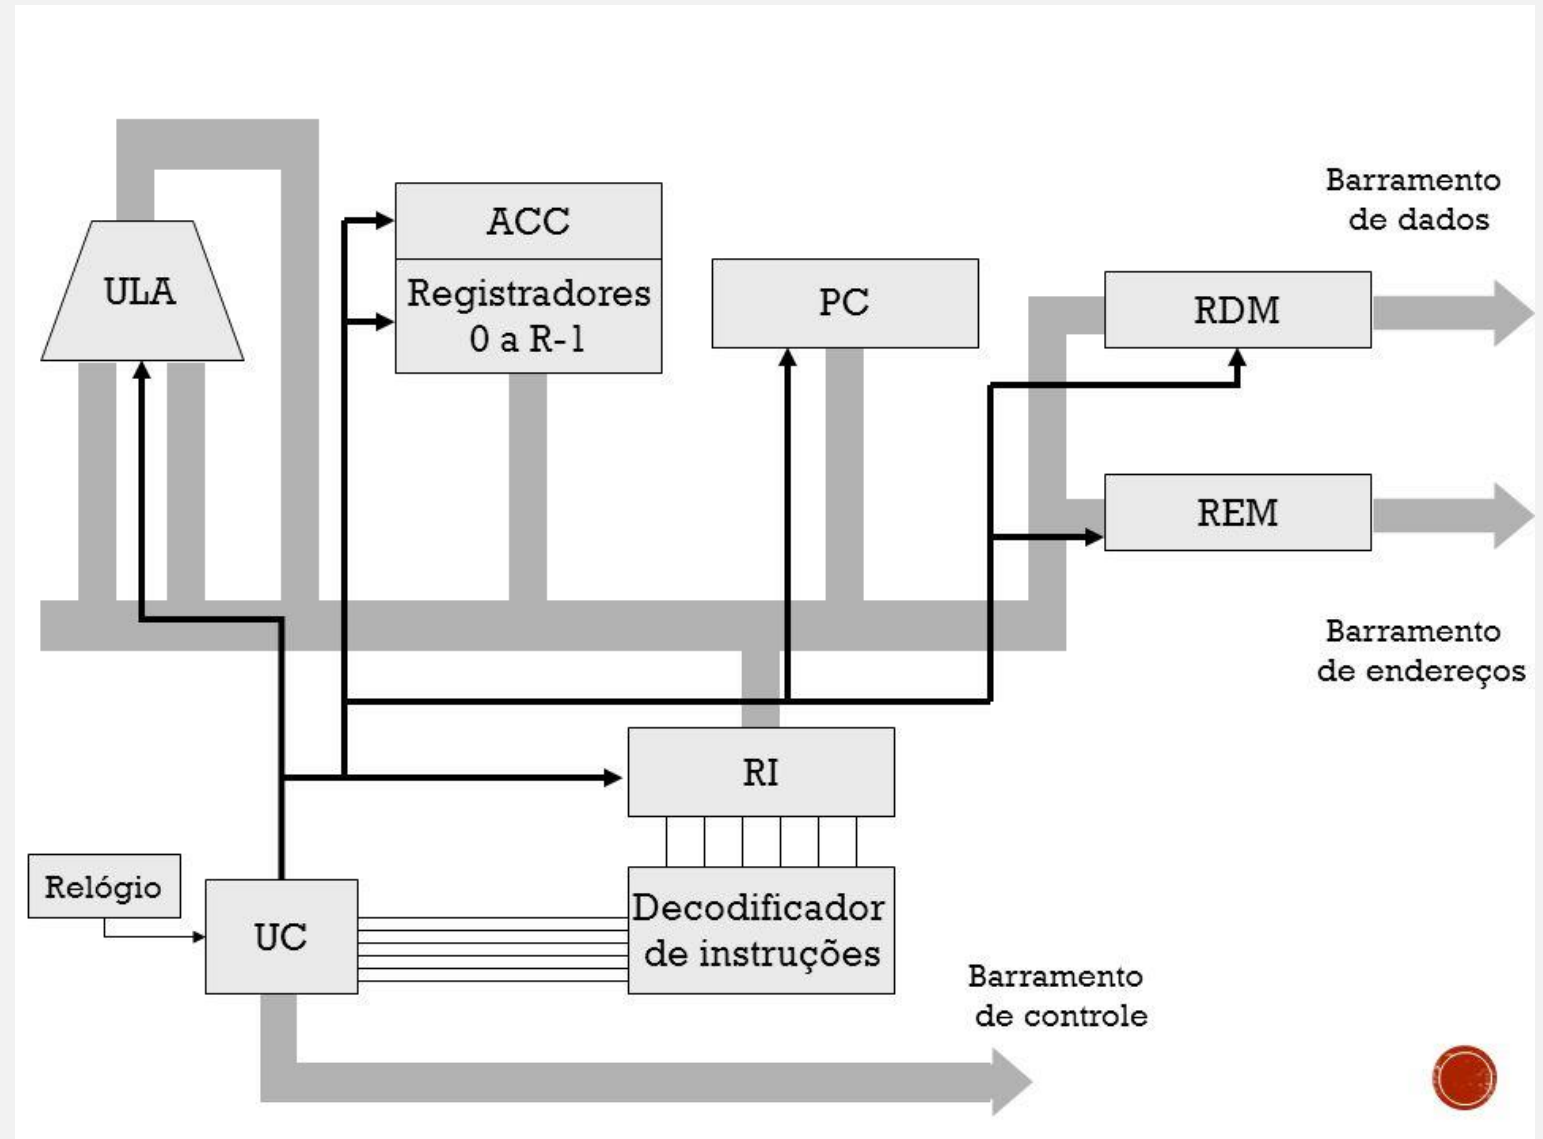 Barramento
de dados
ACC
ULA
Registradores
0 a R-1
PC
RDM
REM
Barramento
de endereços
RI
Relógio
UC
Decodificador
de instruções
Barramento
de controle